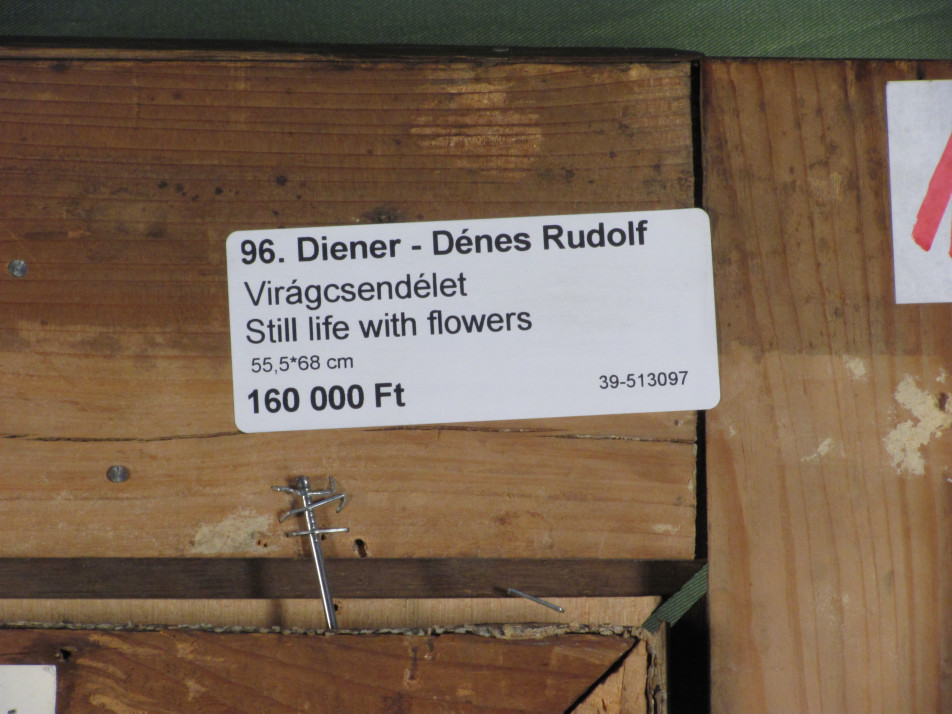 96. Diener - Dénes Rudolf
Virágcsendélet
Still life with flowers
55,5*68 cm
160 000 Ft
39-513097